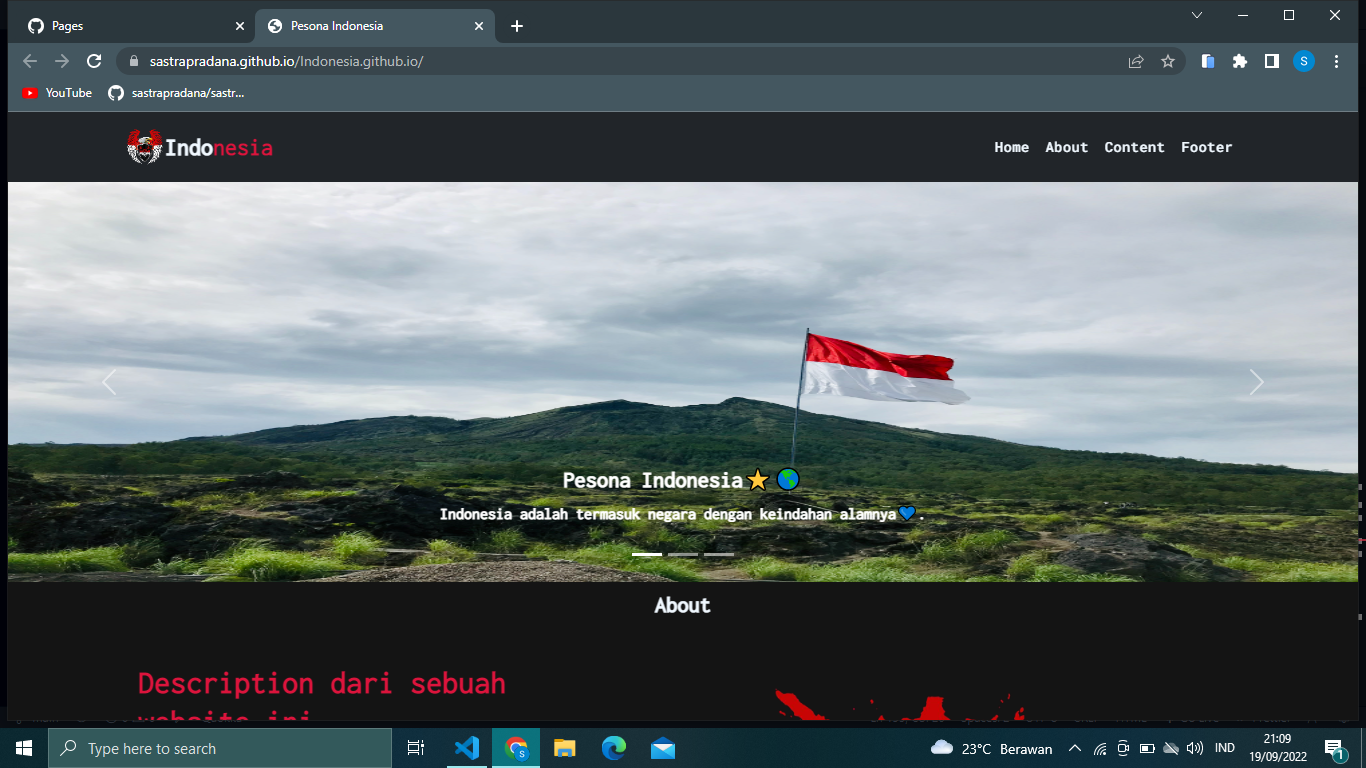 Pages
Pesona Indonesia
sastrapradana.github.io/Indonesia.github.io/
S
YouTube
sastrapradana/sastr...
Indonesia
Home About Content Footer
Pesona Indonesia⭐🌎
Indonesia adalah termasuk negara dengan keindahan alamnya💙.
About
Description dari sebuah
website ini
Type here to search
S
23°C Berawan
IND
21:09
19/09/2022
1